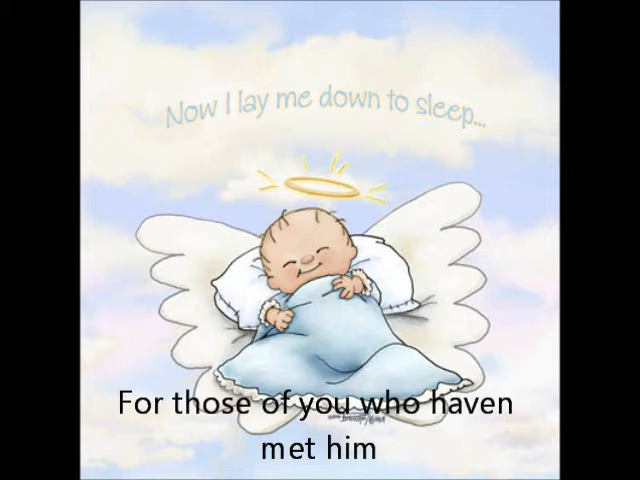 Now I lay me down to sleep...
For those of you who haven
met him